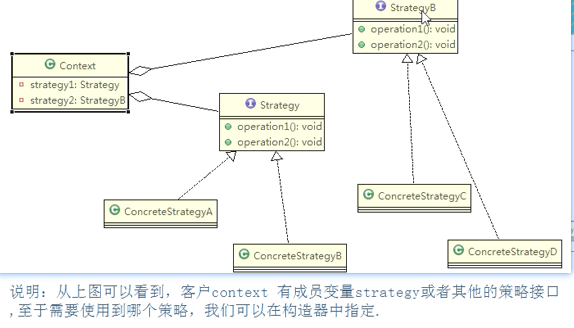 StrategyB
operation1(): void
operation2(): void
Context
strategy1: Strategy
strategy2: StrategyB
Strategy
operation1(): void
operation2(): void
ConcreteStrategyC
ConcreteStrategyA
ConcreteStrategyB
ConcreteStrategyD
说明：从上图可以看到，客户context 有成员变量strategy或者其他的策略接口
,至于需要使用到哪个策略，我们可以在构造器中指定.